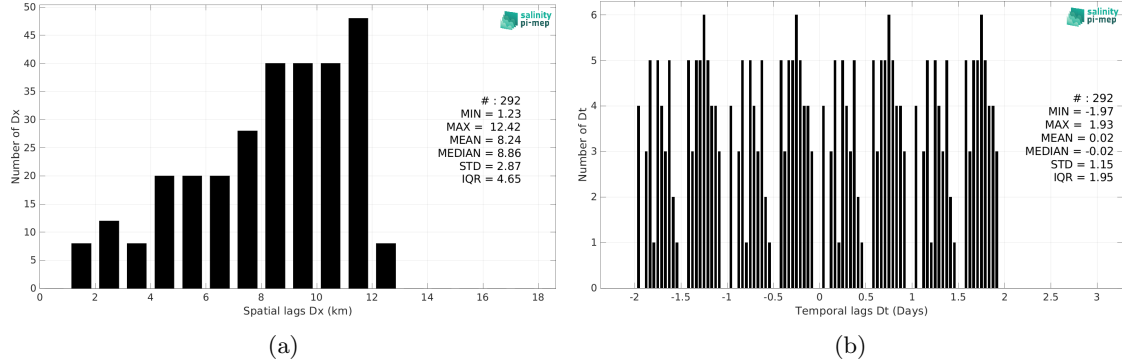 50
45
40
35
30
25
20
15
10
5
0
Number of Dx
0 2 4 6 8 10 12 14 16 18
Spatial lags Dx (km)
salinity
pi-mep
# : 292
MIN = 1.23
MAX = 12.42
MEAN = 8.24
MEDIAN = 8.86
STD = 2.87
IQR = 4.65
(a)
6
5
4
3
2
1
0
Number of Dt
-2 -1.5 -1 -0.5 0 0.5 1 1.5 2 2.5 3
Temporal lags Dt (Days)
salinity
pi-mep
# : 292
MIN = -1.97
MAX = 1.93
MEAN = 0.02
MEDIAN = -0.02
STD = 1.15
IQR = 1.95
(b)